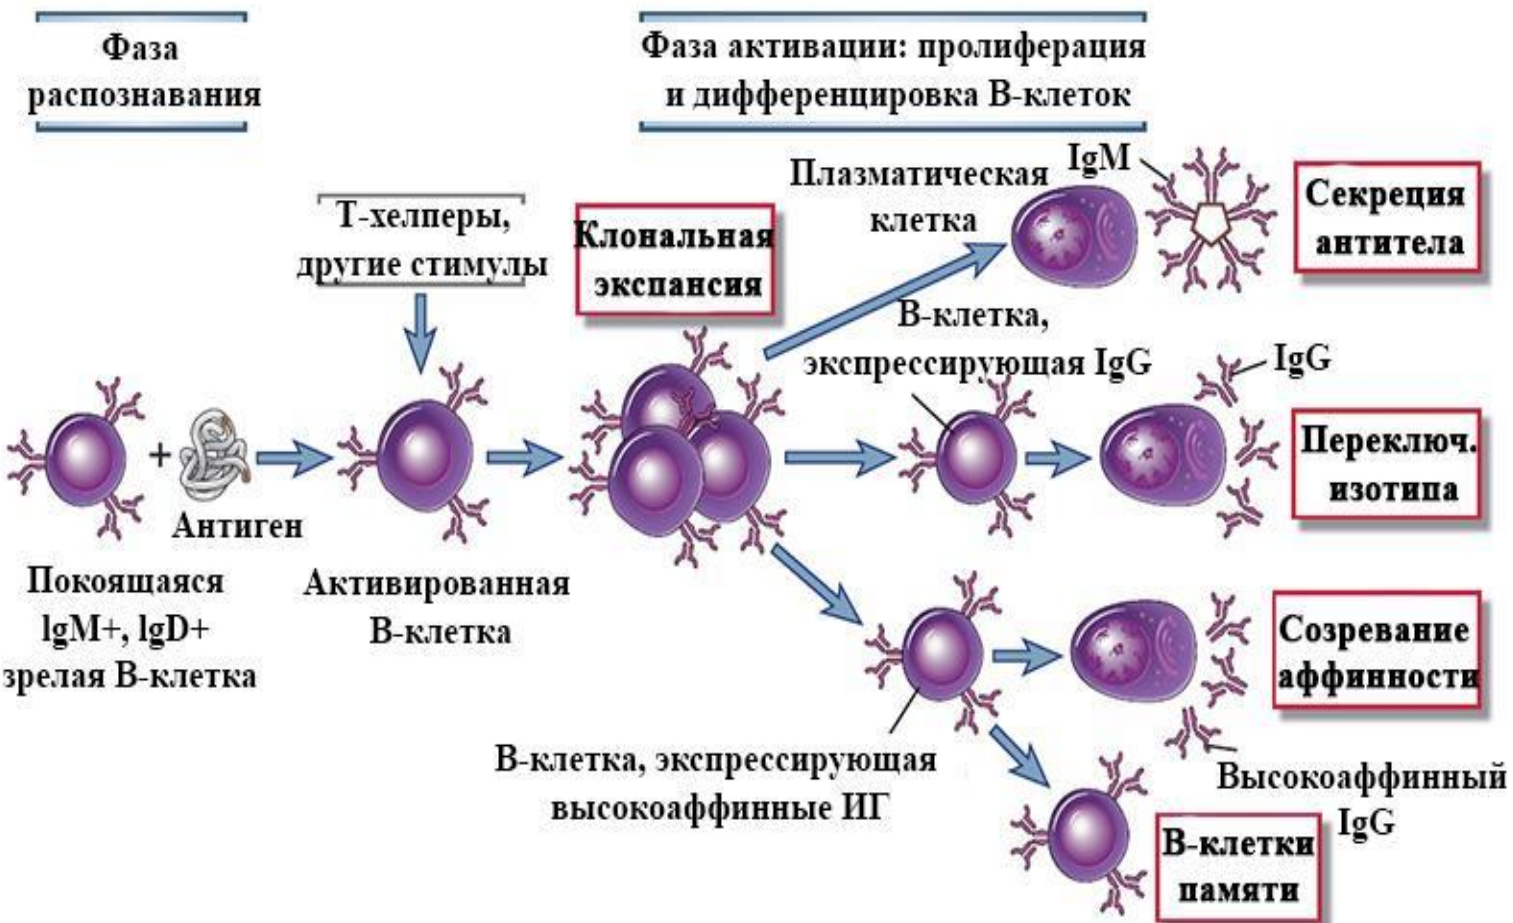 Фаза
распознавания
Фаза активации: пролиферация
и дифференцировка В-клеток
Т-хелперы,
другие стимулы
Клональная
экспансия
Плазматическая
клетка
IgM
Секреция
антитела
В-клетка,
экспрессирующая IgG
IgG
Переключ.
изотипа
+
Антиген
Покоящаяся
lgM+, lgD+
зрелая В-клетка
Активированная
В-клетка
Созревание
аффинности
В-клетка, экспрессирующая
высокоаффинные ИГ
Высокоаффинный
IgG
В-клетки
памяти